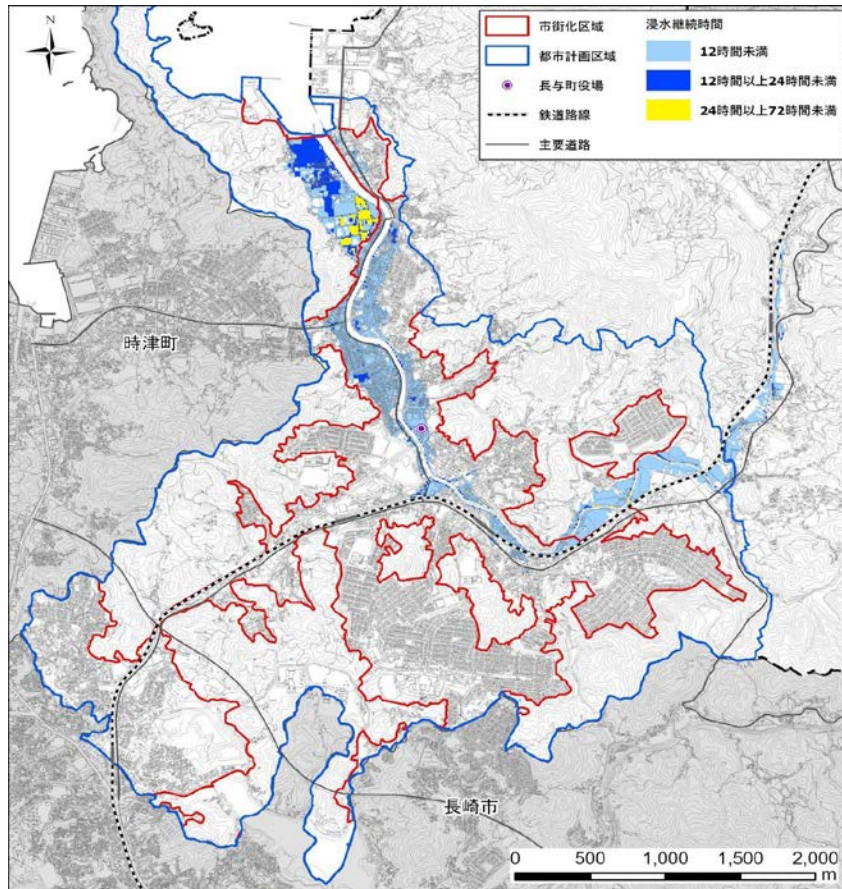 N
市街化区域
都市計画区域
長与町役場
鉄道路線
主要道路
浸水継続時間
12時間未満
12時間以上24時間未満
24時間以上72時間未満
時津町
長崎市
0 500 1,000 1,500 2,000
m